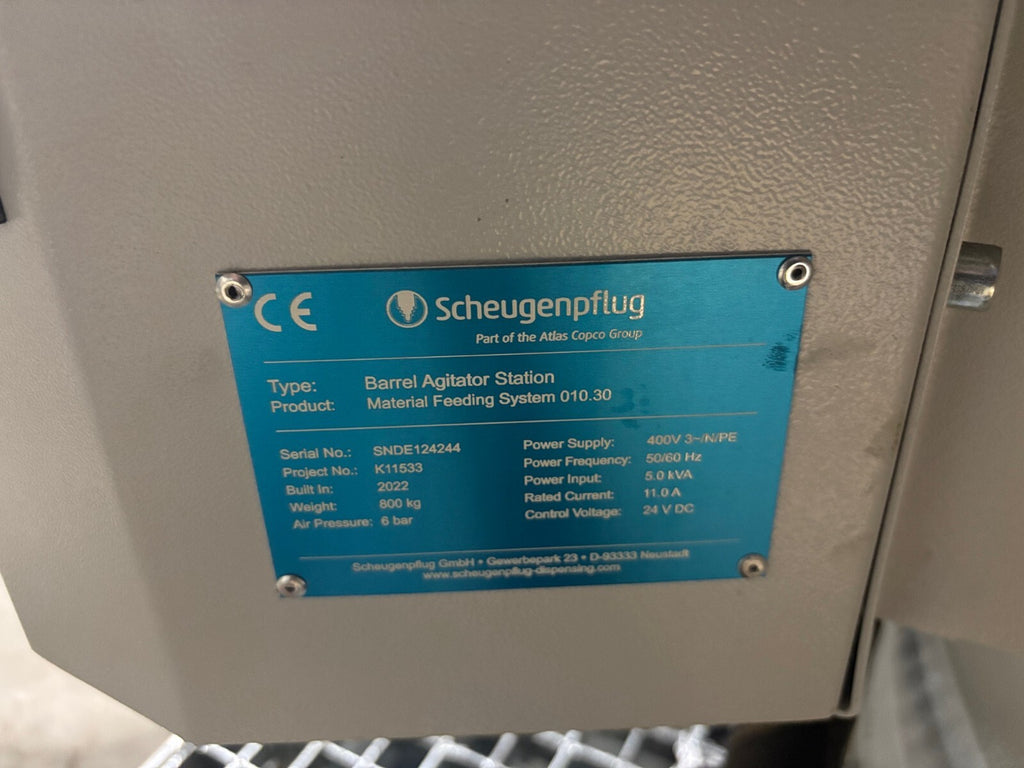 CE Scheugenpflug
Part of the Atlas Copco Group
Type: Barrel Agitator Station
Product: Material Feeding System 010.30
Serial No.: SNDE124244
Project No.: K11533
Built In: 2022
Weight: 800 kg
Air Pressure: 6 bar
Power Supply: 400V 3~/N/PE
Power Frequency: 50/60 Hz
Power Input: 5.0 kVA
Rated Current: 11.0 A
Control Voltage: 24 V DC
Scheugenpflug GmbH • Gewerbepark 23 • D-93333 Neustadt
www.scheugenpflug-dispensing.com